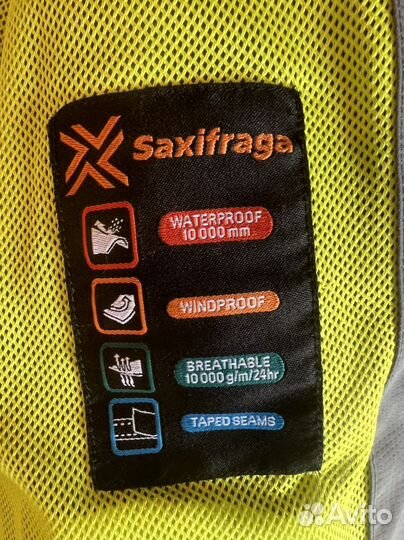 Saxifraga
WATERPROOF
10 000 mm
WINDPROOF
BREATHABLE
10 000 g/m/24hr
TAPED SEAMS
Avito